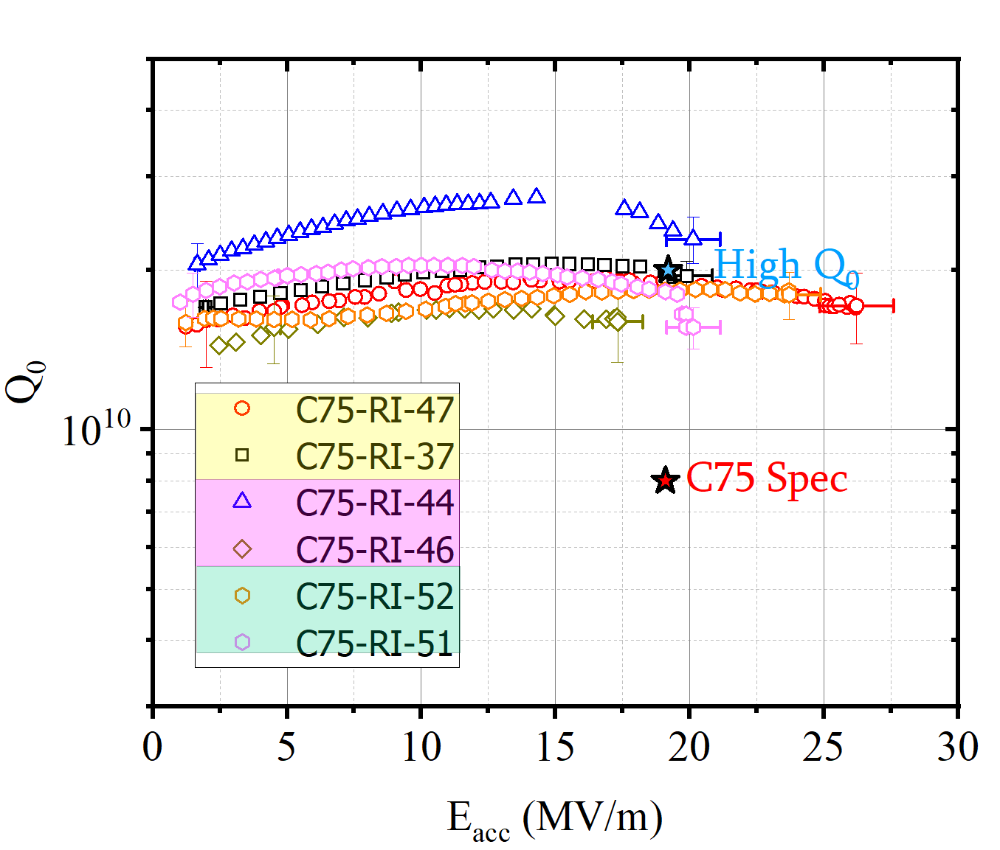 Q0
10^10
High Q0
C75 Spec
C75-RI-47
C75-RI-37
C75-RI-44
C75-RI-46
C75-RI-52
C75-RI-51
0 5 10 15 20 25 30
Eacc (MV/m)